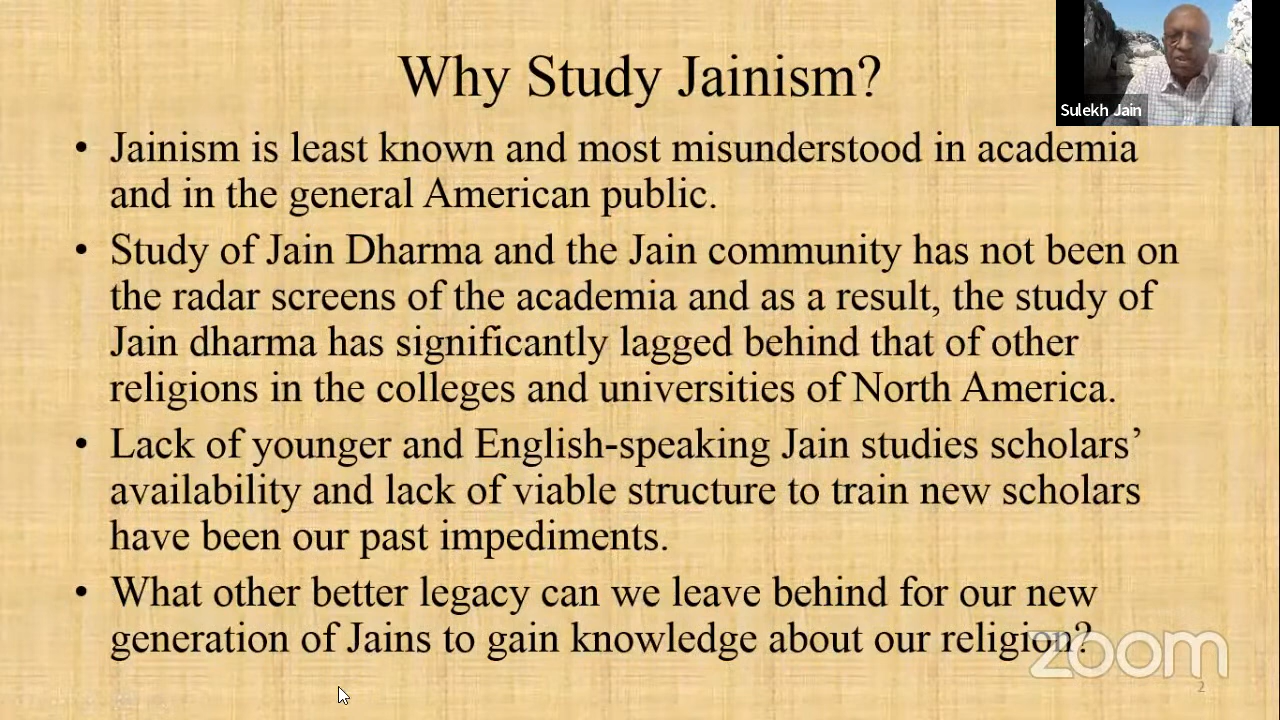 Why Study Jainism?
Sulekh Jain
• Jainism is least known and most misunderstood in academia
and in the general American public.
• Study of Jain Dharma and the Jain community has not been on
the radar screens of the academia and as a result, the study of
Jain dharma has significantly lagged behind that of other
religions in the colleges and universities of North America.
• Lack of younger and English-speaking Jain studies scholars’
availability and lack of viable structure to train new scholars
have been our past impediments.
• What other better legacy can we leave behind for our new
generation of Jains to gain knowledge about our religion?
zoom
2